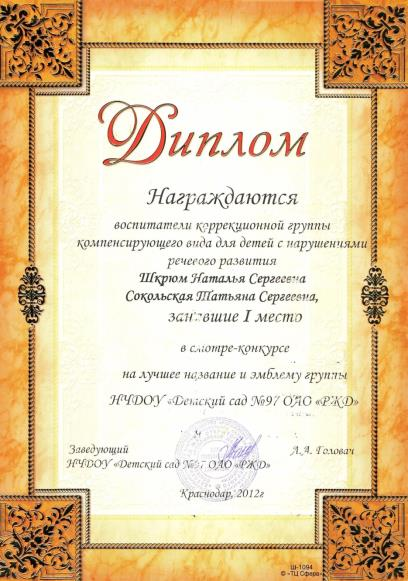 Диплом
Награждаются
воспитатели коррекционной группы
компенсирующего вида для детей с нарушениями
речевого развития
Шкрюм Наталья Сергеевна
Сокольская Татьяна Сергеевна,
занявшие I место
в смотре-конкурсе
на лучшее название и эмблему группы
НЧДОУ «Детский сад №97 ОАО «РЖД»
Заведующий
Л.А. Головач
НЧДОУ «Детский сад №97 ОАО «РЖД»
Краснодар, 2012г
Ш-1094
© «ТЦ Сфера»